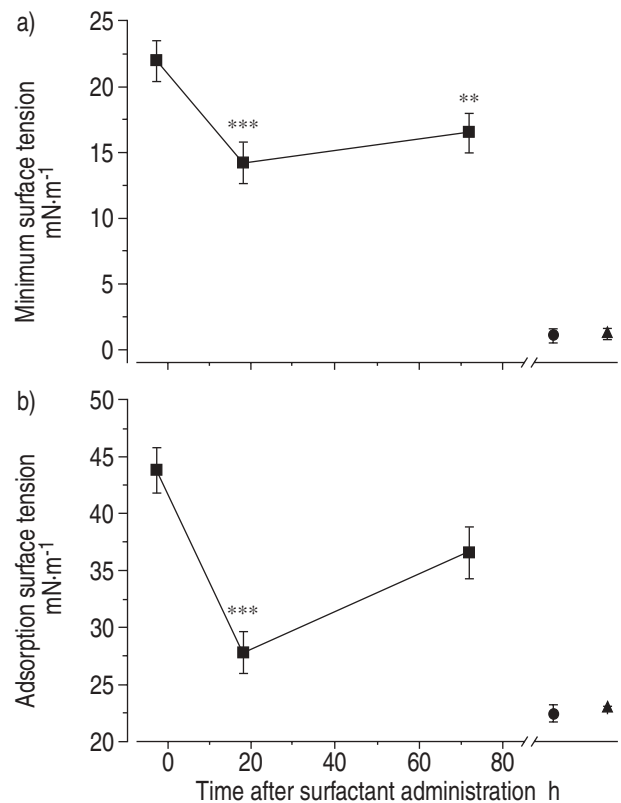 a)
25
20
15
10
5
0
Minimum surface tension
mN·m⁻¹
***
**
b)
50
45
40
35
30
25
20
Adsorption surface tension
mN·m⁻¹
***
0 20 40 60 80
Time after surfactant administration h